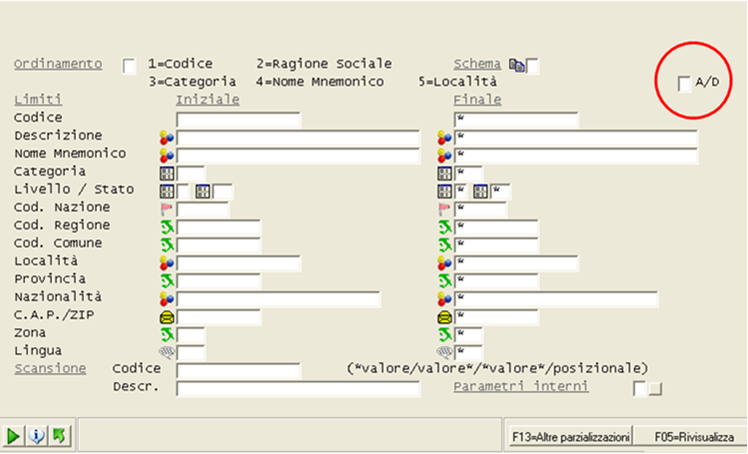 Ordinamento 1=Codice 2=Ragione Sociale Schema
3=Categoria 4=Nome Mnemonico 5=Località A/D
Limiti Iniziale Finale
Codice *
Descrizione *
Nome Mnemonico *
Categoria *
Livello / Stato * *
Cod. Nazione *
Cod. Regione *
Cod. Comune *
Località *
Provincia *
Nazionalità *
C.A.P./ZIP *
Zona *
Lingua *
Scansione Codice (*valore/valore*/*valore*/posizionale)
Descr. Parametri interni
F13=Altre parzializzazioni F05=Rivisualizza